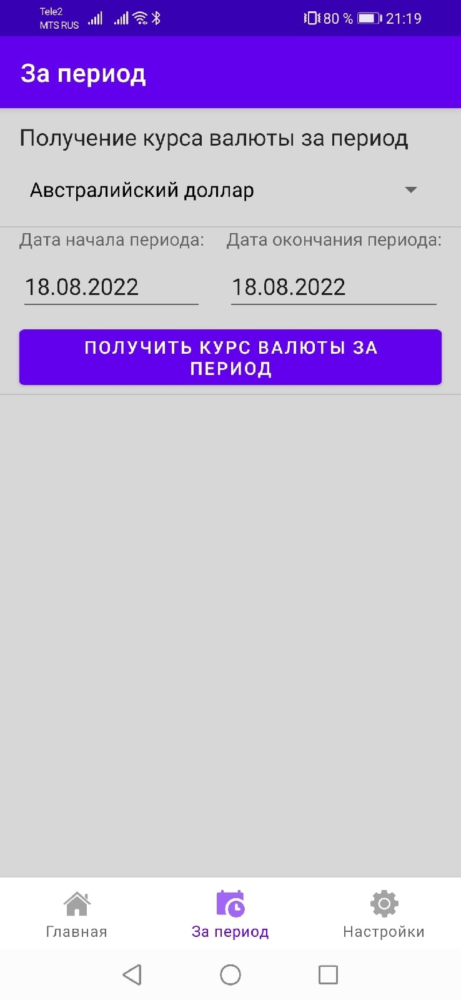 Tele2
MTS RUS
80 %
21:19
За период
Получение курса валюты за период
Австралийский доллар
Дата начала периода:
Дата окончания периода:
18.08.2022
18.08.2022
ПОЛУЧИТЬ КУРС ВАЛЮТЫ ЗА
ПЕРИОД
Главная
За период
Настройки